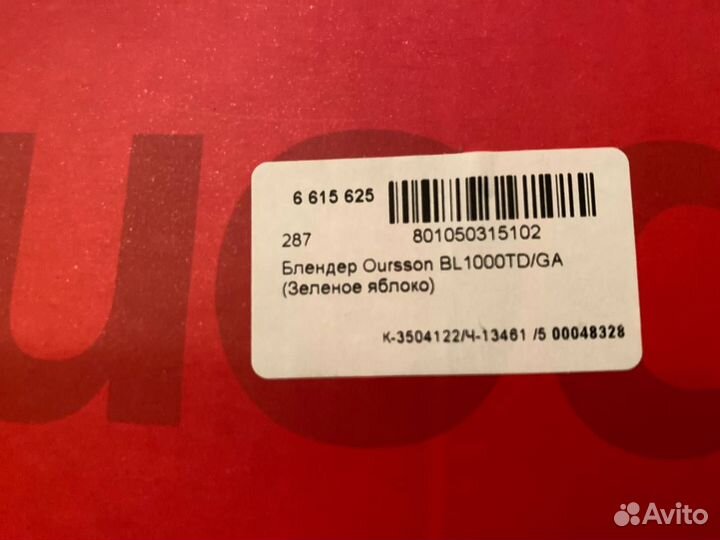 6 615 625
801050315102
287
Блендер Oursson BL1000TD/GA
(Зеленое яблоко)
К-3504122/Ч-13461 /5 00048328
Avito